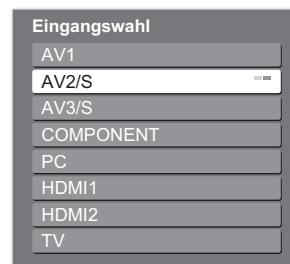 Eingangswahl
AV1
AV2/S
AV3/S
COMPONENT
PC
HDMI1
HDMI2
TV